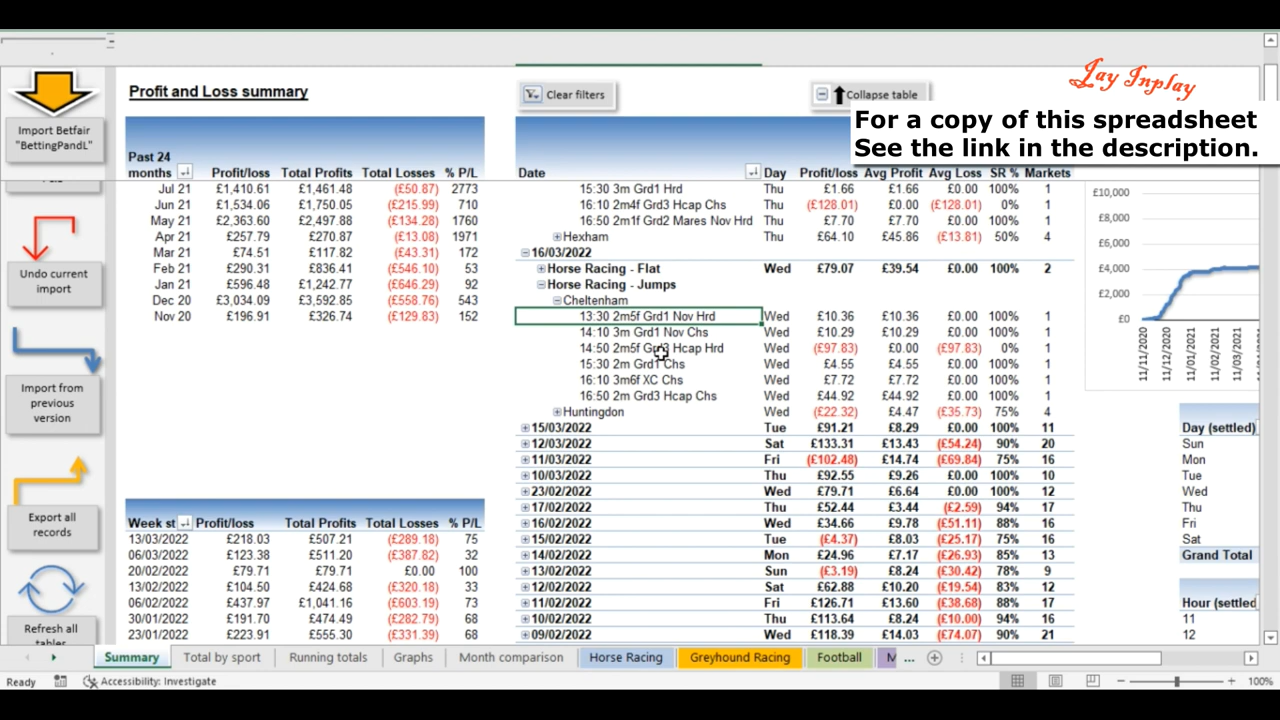 Jay Inplay
For a copy of this spreadsheet
See the link in the description.
Import Betfair
"BettingPandL"
Undo current
import
Import from
previous
version
Export all
records
Refresh all
tables
Profit and Loss summary
Clear filters
Collapse table
Past 24
months Profit/loss Total Profits Total Losses % P/L
Jul 21 £1,410.61 £1,461.48 (£50.87) 2773
Jun 21 £1,534.06 £1,750.05 (£215.99) 710
May 21 £2,363.60 £2,497.88 (£134.28) 1760
Apr 21 £257.79 £270.87 (£13.08) 1971
Mar 21 £74.51 £117.82 (£43.31) 172
Feb 21 £290.31 £836.41 (£546.10) 53
Jan 21 £596.48 £1,242.77 (£646.29) 92
Dec 20 £3,034.09 £3,592.85 (£558.76) 543
Nov 20 £196.91 £326.74 (£129.83) 152
Week st Profit/loss Total Profits Total Losses % P/L
13/03/2022 £218.03 £507.21 (£289.18) 75
06/03/2022 £123.38 £511.20 (£387.82) 32
20/02/2022 £79.71 £79.71 £0.00 100
13/02/2022 £104.50 £424.68 (£320.18) 33
06/02/2022 £437.97 £1,041.16 (£603.19) 73
30/01/2022 £191.70 £474.49 (£282.79) 68
23/01/2022 £223.91 £555.30 (£331.39) 68
Date Day Profit/loss Avg Profit Avg Loss SR % Markets
15:30 3m Grd1 Hrd Thu £1.66 £1.66 £0.00 100% 1
16:10 2m4f Grd3 Hcap Chs Thu (£128.01) £0.00 (£128.01) 0% 1
16:50 2m1f Grd2 Mares Nov Hrd Thu £7.70 £7.70 £0.00 100% 1
Hexham Thu £64.10 £45.86 (£13.81) 50% 4
16/03/2022
Horse Racing - Flat Wed £79.07 £39.54 £0.00 100% 2
Horse Racing - Jumps
Cheltenham
13:30 2m5f Grd1 Nov Hrd Wed £10.36 £10.36 £0.00 100% 1
14:10 3m Grd1 Nov Chs Wed £10.29 £10.29 £0.00 100% 1
14:50 2m5f Grd3 Hcap Hrd Wed (£97.83) £0.00 (£97.83) 0% 1
15:30 2m Grd1 Chs Wed £4.55 £4.55 £0.00 100% 1
16:10 3m6f XC Chs Wed £7.72 £7.72 £0.00 100% 1
16:50 2m Grd3 Hcap Chs Wed £44.92 £44.92 £0.00 100% 1
Huntingdon Wed (£22.32) £4.47 (£35.73) 75% 4
15/03/2022 Tue £91.21 £8.29 £0.00 100% 11
12/03/2022 Sat £133.31 £13.43 (£54.24) 90% 20
11/03/2022 Fri (£102.48) £14.74 (£69.84) 75% 16
10/03/2022 Thu £92.55 £9.26 £0.00 100% 10
23/02/2022 Wed £79.71 £6.64 £0.00 100% 12
17/02/2022 Thu £52.44 £3.44 (£2.59) 94% 17
16/02/2022 Wed £34.66 £9.78 (£51.11) 88% 16
15/02/2022 Tue (£4.37) £8.03 (£25.17) 75% 16
14/02/2022 Mon £24.96 £7.17 (£26.93) 85% 13
13/02/2022 Sun (£3.19) £8.24 (£30.42) 78% 9
12/02/2022 Sat £62.88 £10.20 (£19.54) 83% 12
11/02/2022 Fri £126.71 £13.60 (£38.68) 88% 17
10/02/2022 Thu £113.64 £8.24 (£10.00) 94% 16
09/02/2022 Wed £118.39 £14.03 (£74.07) 90% 21
£10,000
£8,000
£6,000
£4,000
£2,000
£0
11/11/2020
11/12/2020
11/01/2021
11/02/2021
11/03/2021
Day (settled)
Sun
Mon
Tue
Wed
Thu
Fri
Sat
Grand Total
Hour (settled
11
12
Summary Total by sport Running totals Graphs Month comparison Horse Racing Greyhound Racing Football M ...
Ready Accessibility: Investigate 100%